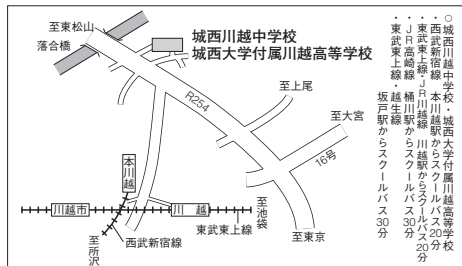 ○城西川越中学校・城西大学付属川越高等学校
・西武新宿線　本川越駅からスクールバス20分
・東武東上線・JR川越線　川越駅からスクールバス20分
・JR高崎線　桶川駅からスクールバス30分
・東武東上線・越生線
坂戸駅からスクールバス30分
至東松山
落合橋
城西川越中学校
城西大学付属川越高等学校
R254
至上尾
至大宮
16号
本川越
川越市
川越
至池袋
東武東上線
西武新宿線
至所沢
至東京